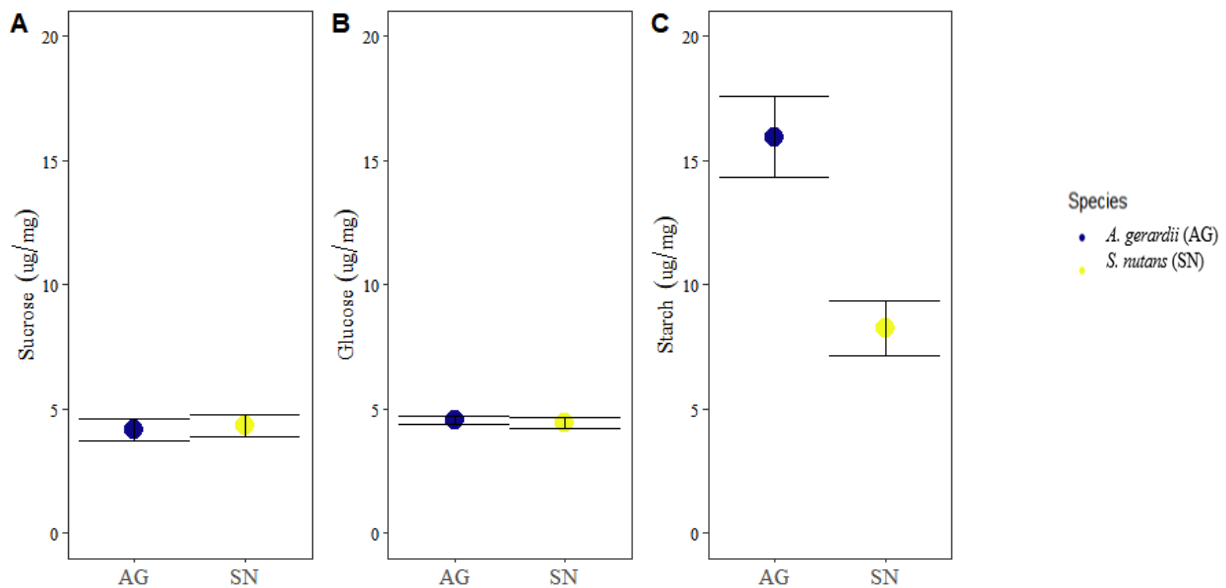 A
20
15
10
5
0
Sucrose (ug/mg)
AG
SN
B
20
15
10
5
0
Glucose (ug/mg)
AG
SN
C
20
15
10
5
0
Starch (ug/mg)
AG
SN
Species
A. gerardii (AG)
S. nutans (SN)